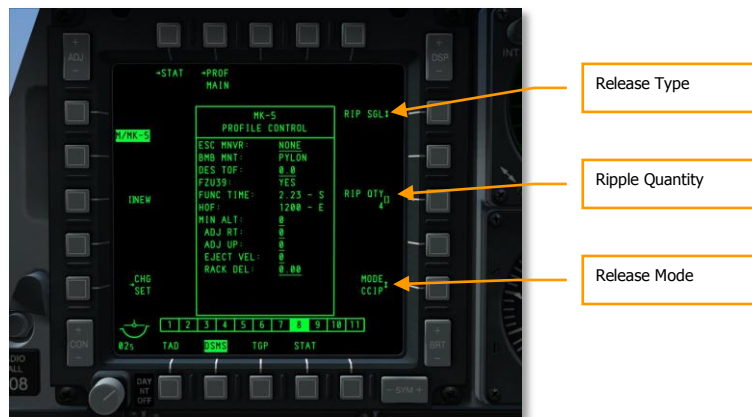 ADJ
DSP
INT
→STAT →PROF
MAIN
MK-5
PROFILE CONTROL
RIP SGL↕
M/MK-5
ESC MNVR: NONE
BMB MNT: PYLON
DES TOF: 0.0
FZU39: YES
FUNC TIME: 2.23 - S
HOF: 1200 - E
MIN ALT: 0
ADJ RT: 0
ADJ UP: 0
EJECT VEL: 0
RACK DEL: 0.00
[]NEW
RIP QTY
4[]
→CHG
SET
MODE↕
CCIP
1 2 3 4 5 6 7 8 9 10 11
02s TAD DSMS TGP STAT
CON
BRT
DAY
NT
OFF
- SYM +
08
Release Type
Ripple Quantity
Release Mode